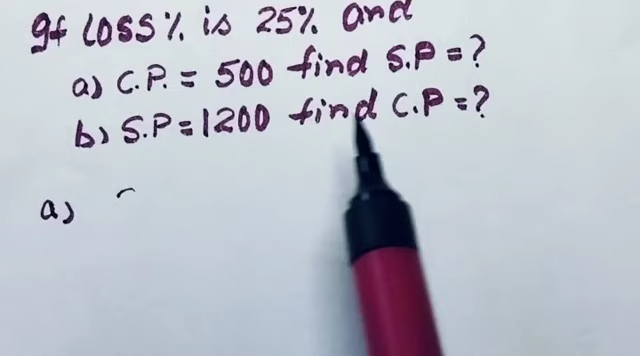 If LOSS% is 25% and
a) C.P. = 500 find S.P = ?
b) S.P = 1200 find C.P = ?
a)